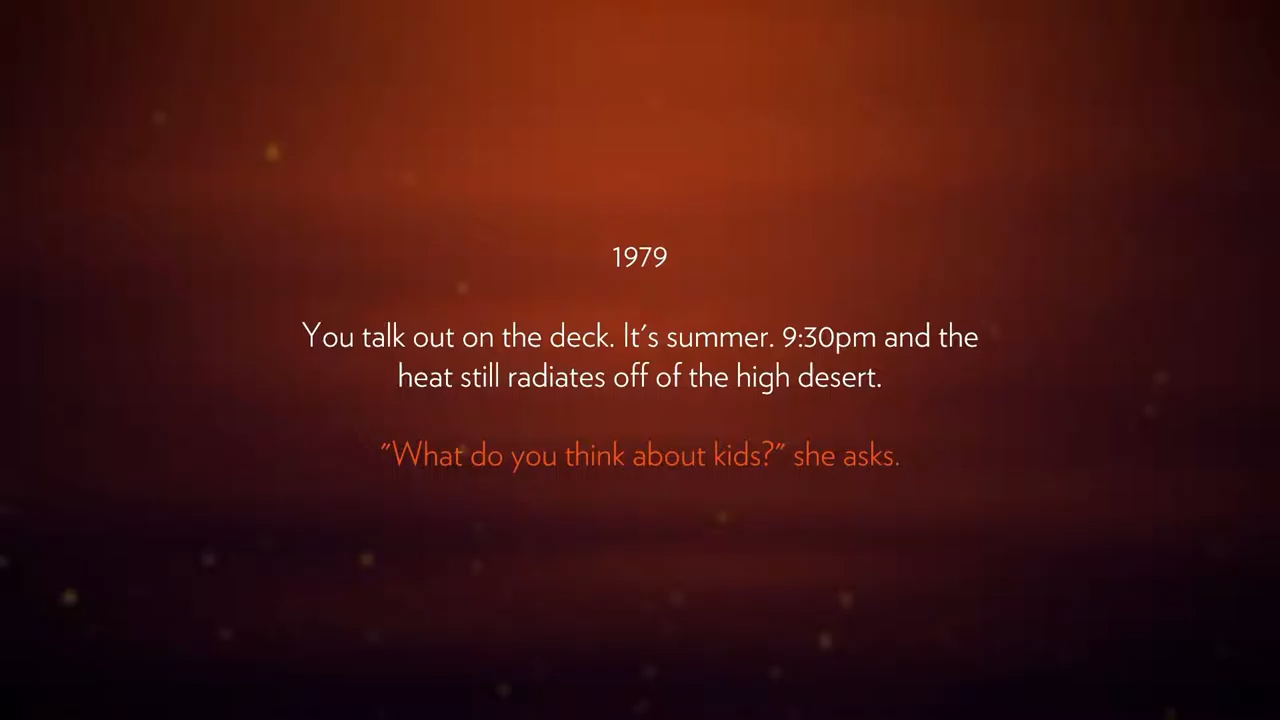 1979
You talk out on the deck. It's summer. 9:30pm and the
heat still radiates off of the high desert.
"What do you think about kids?" she asks.